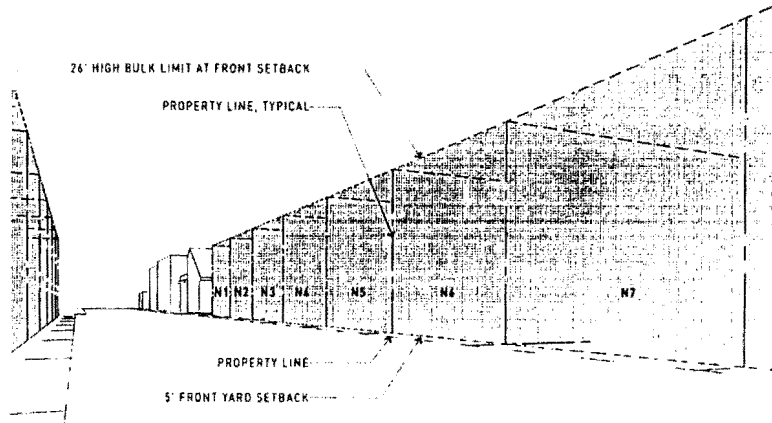 26' HIGH BULK LIMIT AT FRONT SETBACK
PROPERTY LINE, TYPICAL
N1 N2 N3 N4 N5 N6 N7
PROPERTY LINE
5' FRONT YARD SETBACK